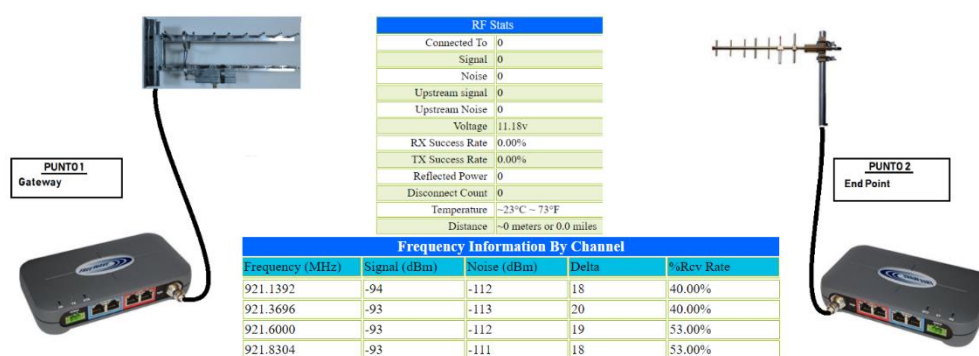 RF Stats
Connected To 0
Signal 0
Noise 0
Upstream signal 0
Upstream Noise 0
Voltage 11.18v
RX Success Rate 0.00%
TX Success Rate 0.00%
Reflected Power 0
Disconnect Count 0
Temperature ~23°C ~ 73°F
Distance ~0 meters or 0.0 miles
PUNTO 1
Gateway
PUNTO 2
End Point
Frequency Information By Channel
Frequency (MHz) Signal (dBm) Noise (dBm) Delta %Rcv Rate
921.1392 -94 -112 18 40.00%
921.3696 -93 -113 20 40.00%
921.6000 -93 -112 19 53.00%
921.8304 -93 -111 18 53.00%